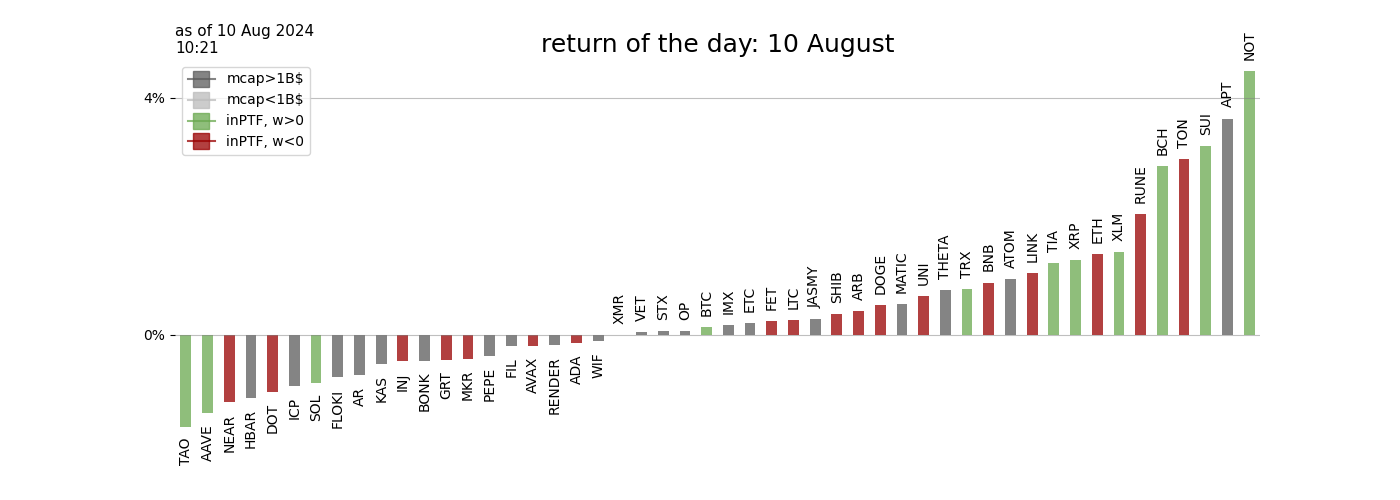 as of 10 Aug 2024
10:21
return of the day: 10 August
mcap>1B$
mcap<1B$
inPTF, w>0
inPTF, w<0
4%
0%
TAO
AAVE
NEAR
HBAR
DOT
ICP
SOL
FLOKI
AR
KAS
INJ
BONK
GRT
MKR
PEPE
FIL
AVAX
RENDER
ADA
WIF
XMR
VET
STX
OP
BTC
IMX
ETC
FET
LTC
JASMY
SHIB
ARB
DOGE
MATIC
UNI
THETA
TRX
BNB
ATOM
LINK
TIA
XRP
ETH
XLM
RUNE
BCH
TON
SUI
APT
NOT